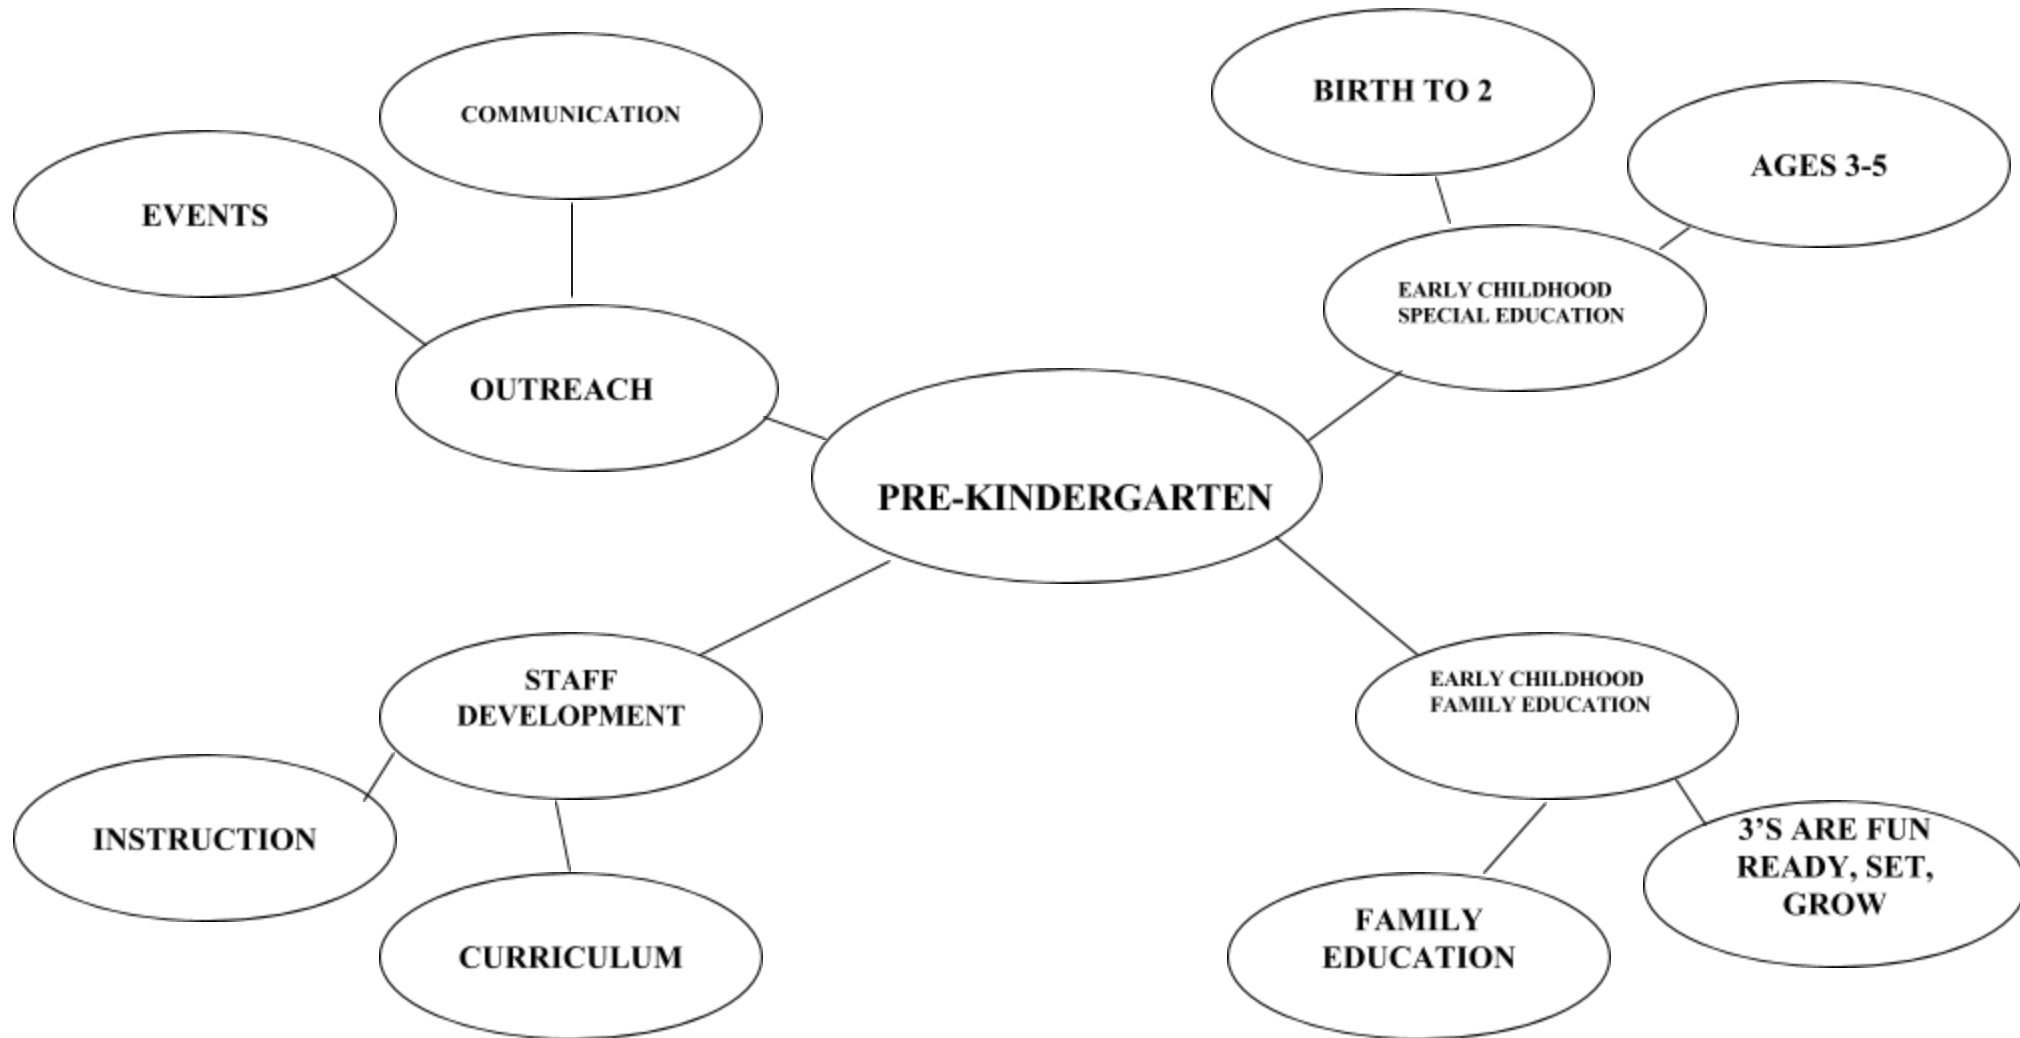 COMMUNICATION
EVENTS
OUTREACH
BIRTH TO 2
AGES 3-5
EARLY CHILDHOOD
SPECIAL EDUCATION
PRE-KINDERGARTEN
STAFF
DEVELOPMENT
INSTRUCTION
CURRICULUM
EARLY CHILDHOOD
FAMILY EDUCATION
FAMILY
EDUCATION
3’S ARE FUN
READY, SET,
GROW